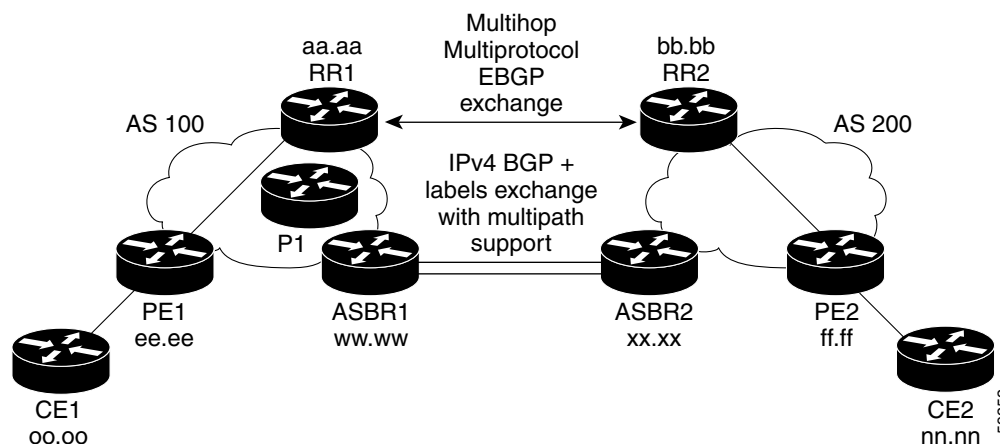 Multihop
Multiprotocol
EBGP
exchange
aa.aa
RR1
bb.bb
RR2
AS 100
AS 200
IPv4 BGP +
labels exchange
with multipath
support
P1
PE1
ee.ee
ASBR1
ww.ww
ASBR2
xx.xx
PE2
ff.ff
CE1
oo.oo
CE2
nn.nn